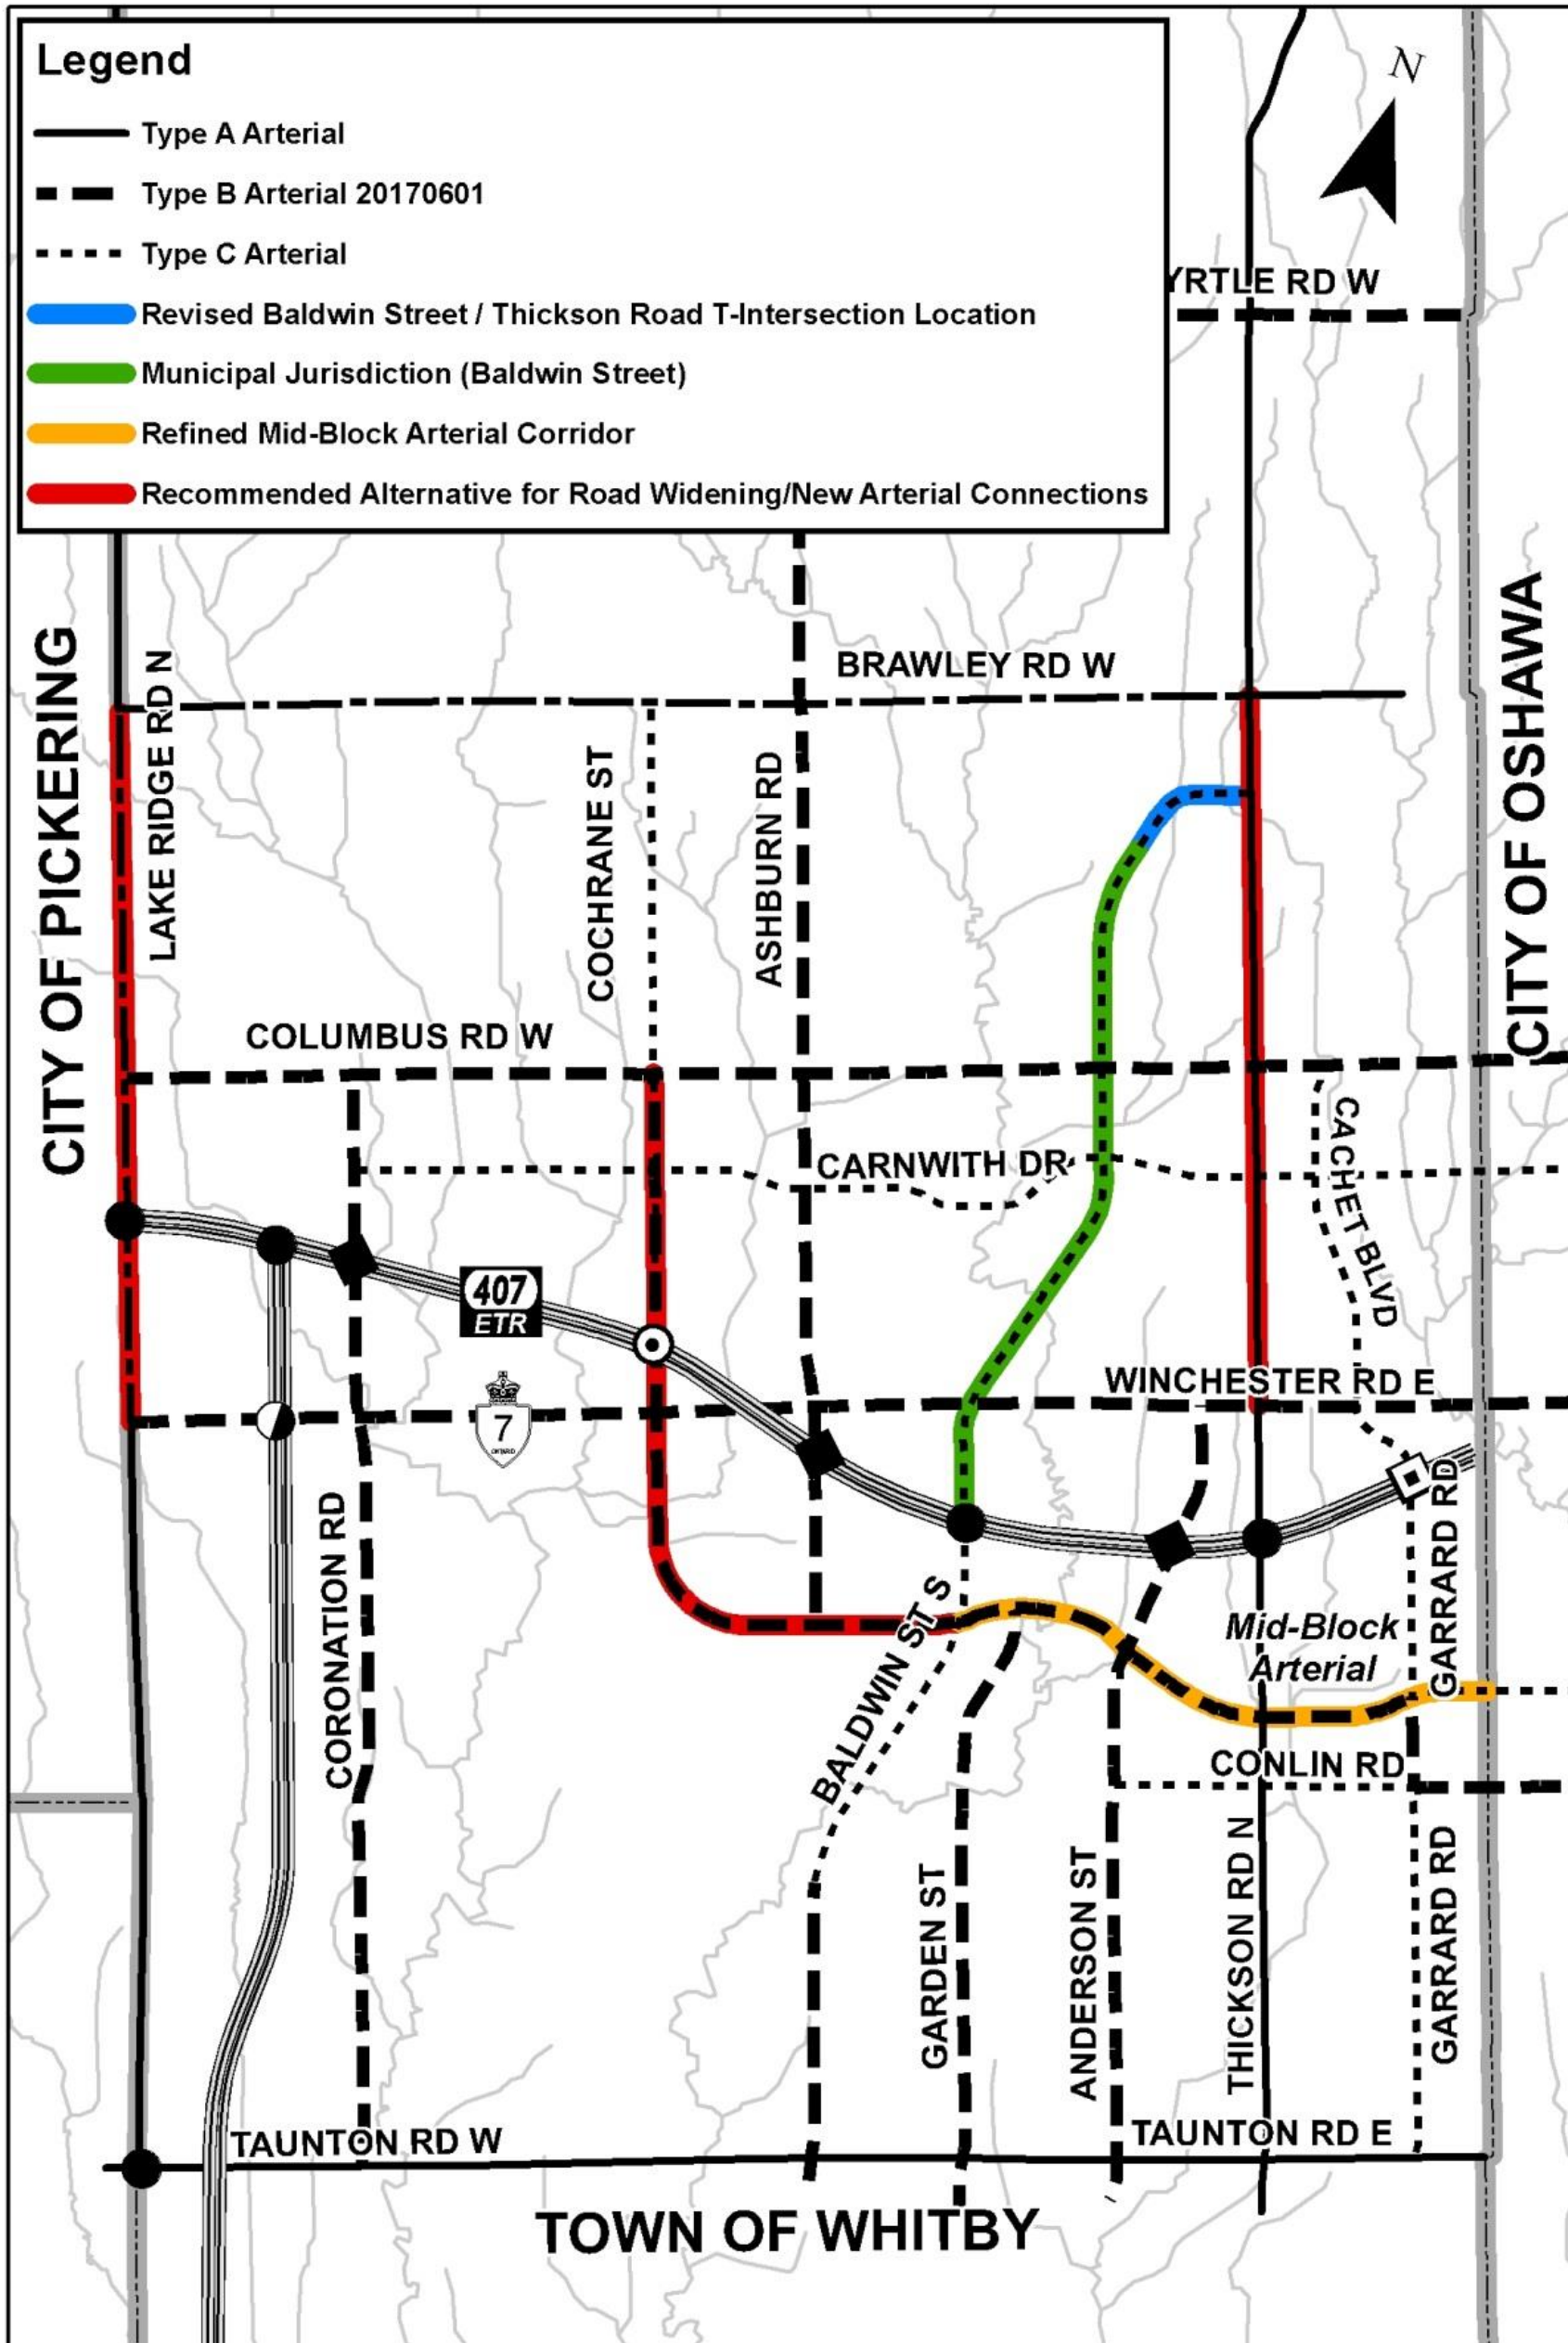 Legend
Type A Arterial
Type B Arterial 20170601
Type C Arterial
Revised Baldwin Street / Thickson Road T-Intersection Location
Municipal Jurisdiction (Baldwin Street)
Refined Mid-Block Arterial Corridor
Recommended Alternative for Road Widening/New Arterial Connections
N
YRTLE RD W
CITY OF PICKERING
LAKE RIDGE RD N
BRAWLEY RD W
CITY OF OSHAWA
COCHRANE ST
ASHBURN RD
COLUMBUS RD W
CARNWITH DR
CACHET BLVD
407
ETR
WINCHESTER RD E
7
ONTARIO
CORONATION RD
BALDWIN ST S
GARRARD RD
Mid-Block
Arterial
CONLIN RD
GARDEN ST
ANDERSON ST
THICKSON RD N
GARRARD RD
TAUNTON RD W
TAUNTON RD E
TOWN OF WHITBY